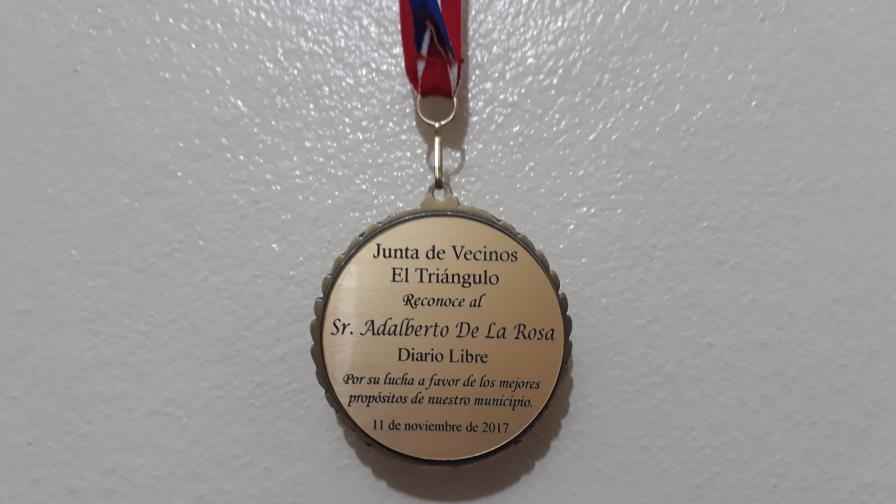 Junta de Vecinos
El Triángulo
Reconoce al
Sr. Adalberto De La Rosa
Diario Libre
Por su lucha a favor de los mejores
propósitos de nuestro municipio.
11 de noviembre de 2017